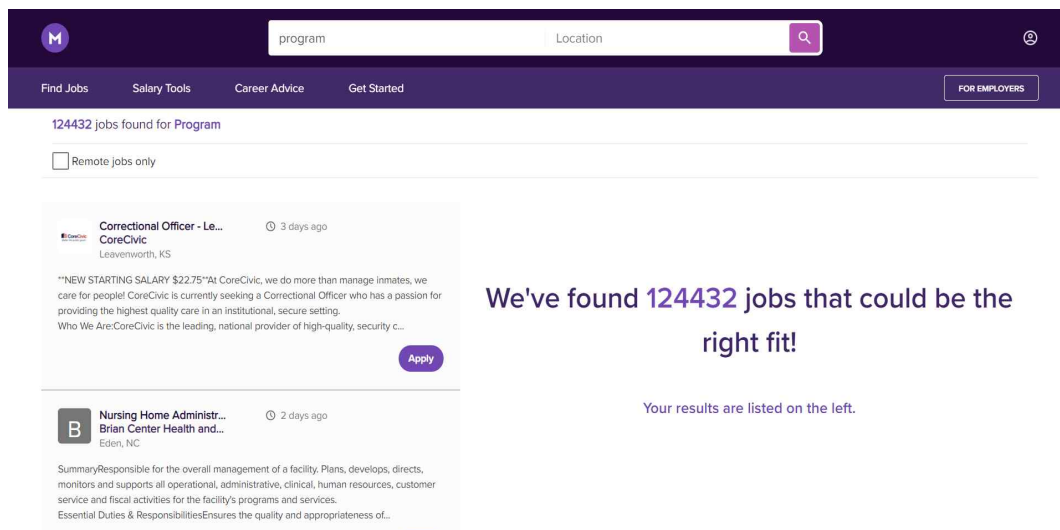 M
program
Location
Find Jobs
Salary Tools
Career Advice
Get Started
FOR EMPLOYERS
124432 jobs found for Program
Remote jobs only
CoreCivic
Correctional Officer - Le...
3 days ago
CoreCivic
Leavenworth, KS
**NEW STARTING SALARY $22.75**At CoreCivic, we do more than manage inmates, we
care for people! CoreCivic is currently seeking a Correctional Officer who has a passion for
providing the highest quality care in an institutional, secure setting.
Who We Are:CoreCivic is the leading, national provider of high-quality, security c...
Apply
We've found 124432 jobs that could be the
right fit!
Your results are listed on the left.
B
Nursing Home Administr...
2 days ago
Brian Center Health and...
Eden, NC
SummaryResponsible for the overall management of a facility. Plans, develops, directs,
monitors and supports all operational, administrative, clinical, human resources, customer
service and fiscal activities for the facility's programs and services.
Essential Duties & ResponsibilitiesEnsures the quality and appropriateness of...